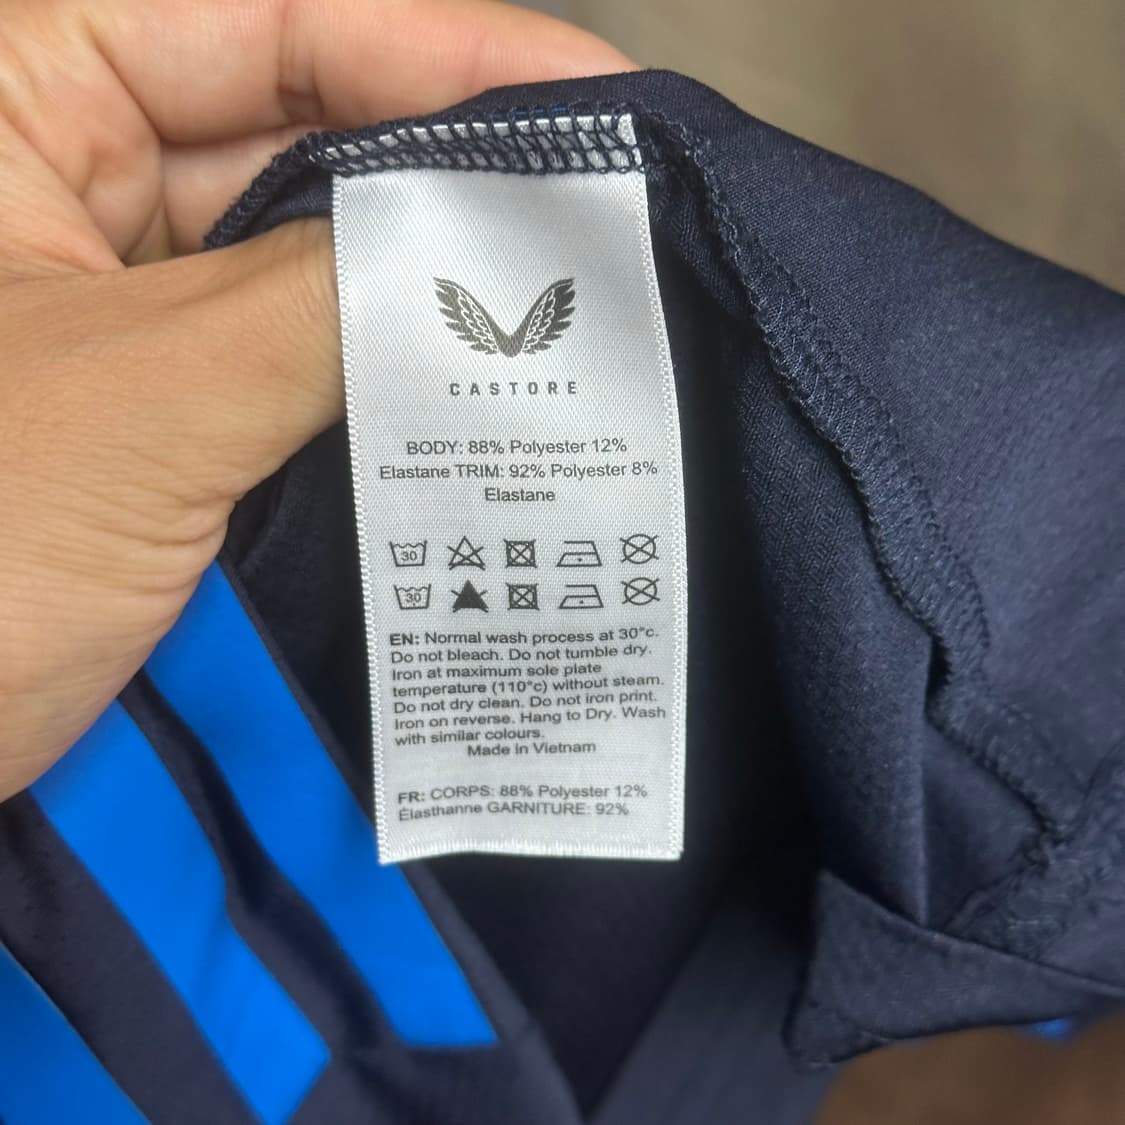 CASTORE
BODY: 88% Polyester 12%
Elastane TRIM: 92% Polyester 8%
Elastane
30
30
EN: Normal wash process at 30°c.
Do not bleach. Do not tumble dry.
Iron at maximum sole plate
temperature (110°c) without steam.
Do not dry clean. Do not iron print.
Iron on reverse. Hang to Dry. Wash
with similar colours.
Made in Vietnam
FR: CORPS: 88% Polyester 12%
Élasthanne GARNITURE: 92%